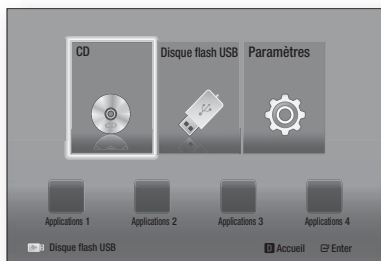 CD Disque flash USB Paramètres
Applications 1 Applications 2 Applications 3 Applications 4
Disque flash USB D Accueil Enter